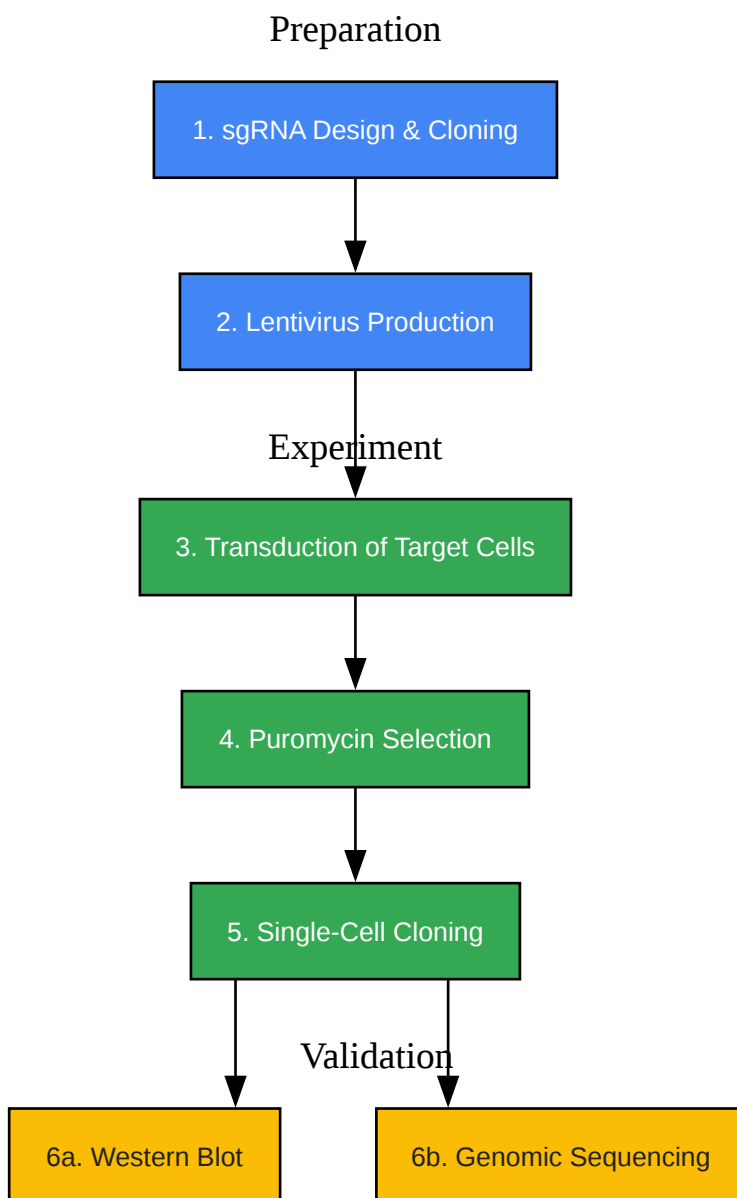 Preparation
1. sgRNA Design & Cloning
2. Lentivirus Production
Experiment
3. Transduction of Target Cells
4. Puromycin Selection
5. Single-Cell Cloning
Validation
6a. Western Blot
6b. Genomic Sequencing